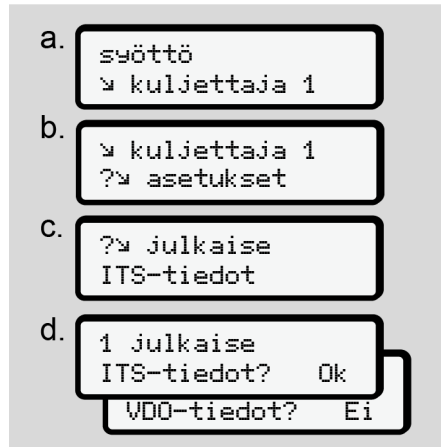 a.
syöttö
↘ kuljettaja 1
b.
↘ kuljettaja 1
?↘ asetukset
c.
?↘ julkaise
ITS-tiedot
d.
1 julkaise
ITS-tiedot? Ok
VDO-tiedot? Ei